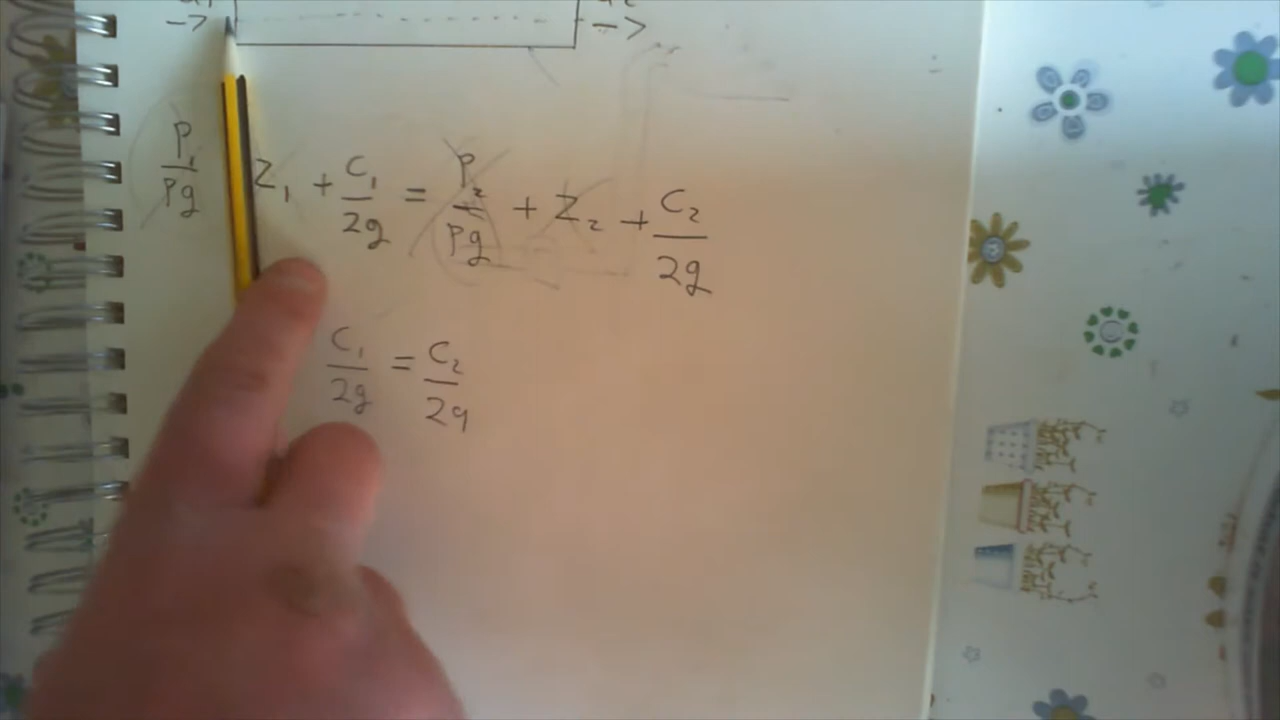 -> ->
P₁/ρg Z₁ + C₁/2g = P₂/ρg + Z₂ + C₂/2g
C₁/2g = C₂/2g